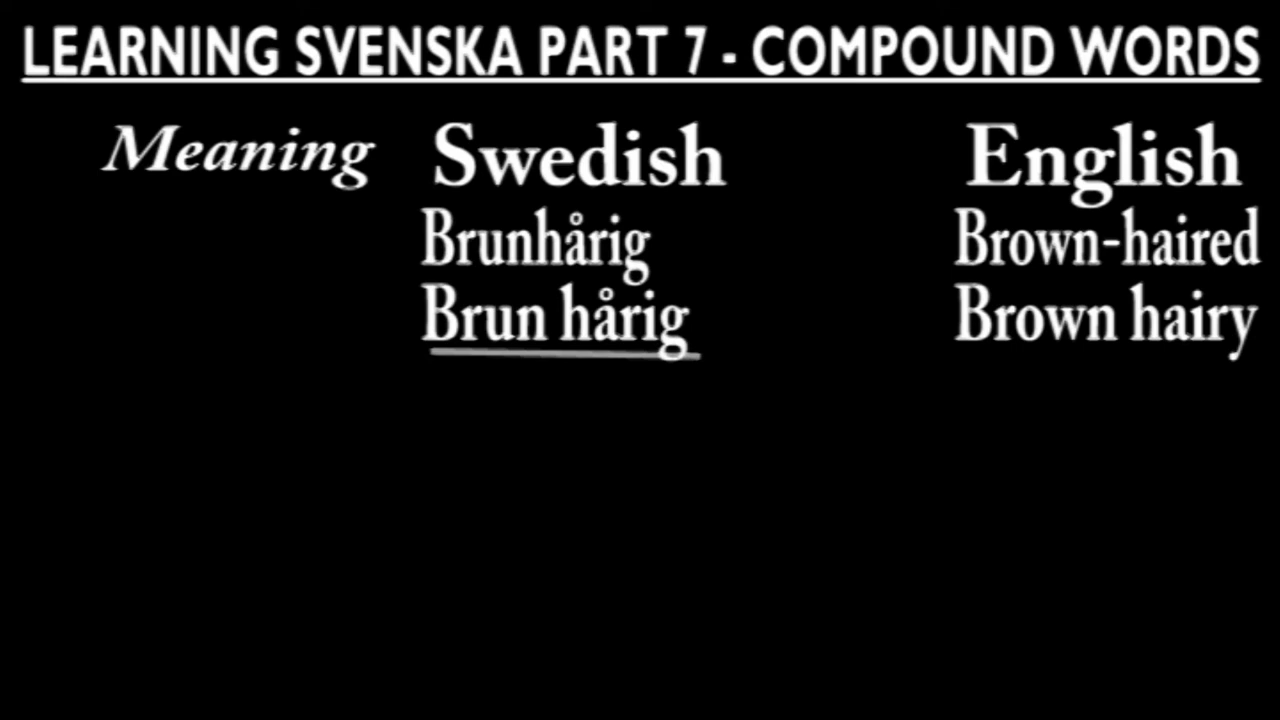 LEARNING SVENSKA PART 7 - COMPOUND WORDS
Meaning Swedish English
Brunhårig Brown-haired
Brun hårig Brown hairy